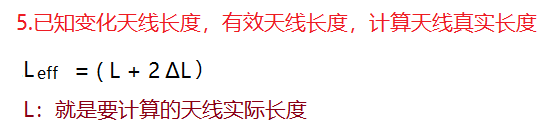 5.已知变化天线长度，有效天线长度，计算天线真实长度
Leff = ( L + 2 ΔL )
L：就是要计算的天线实际长度